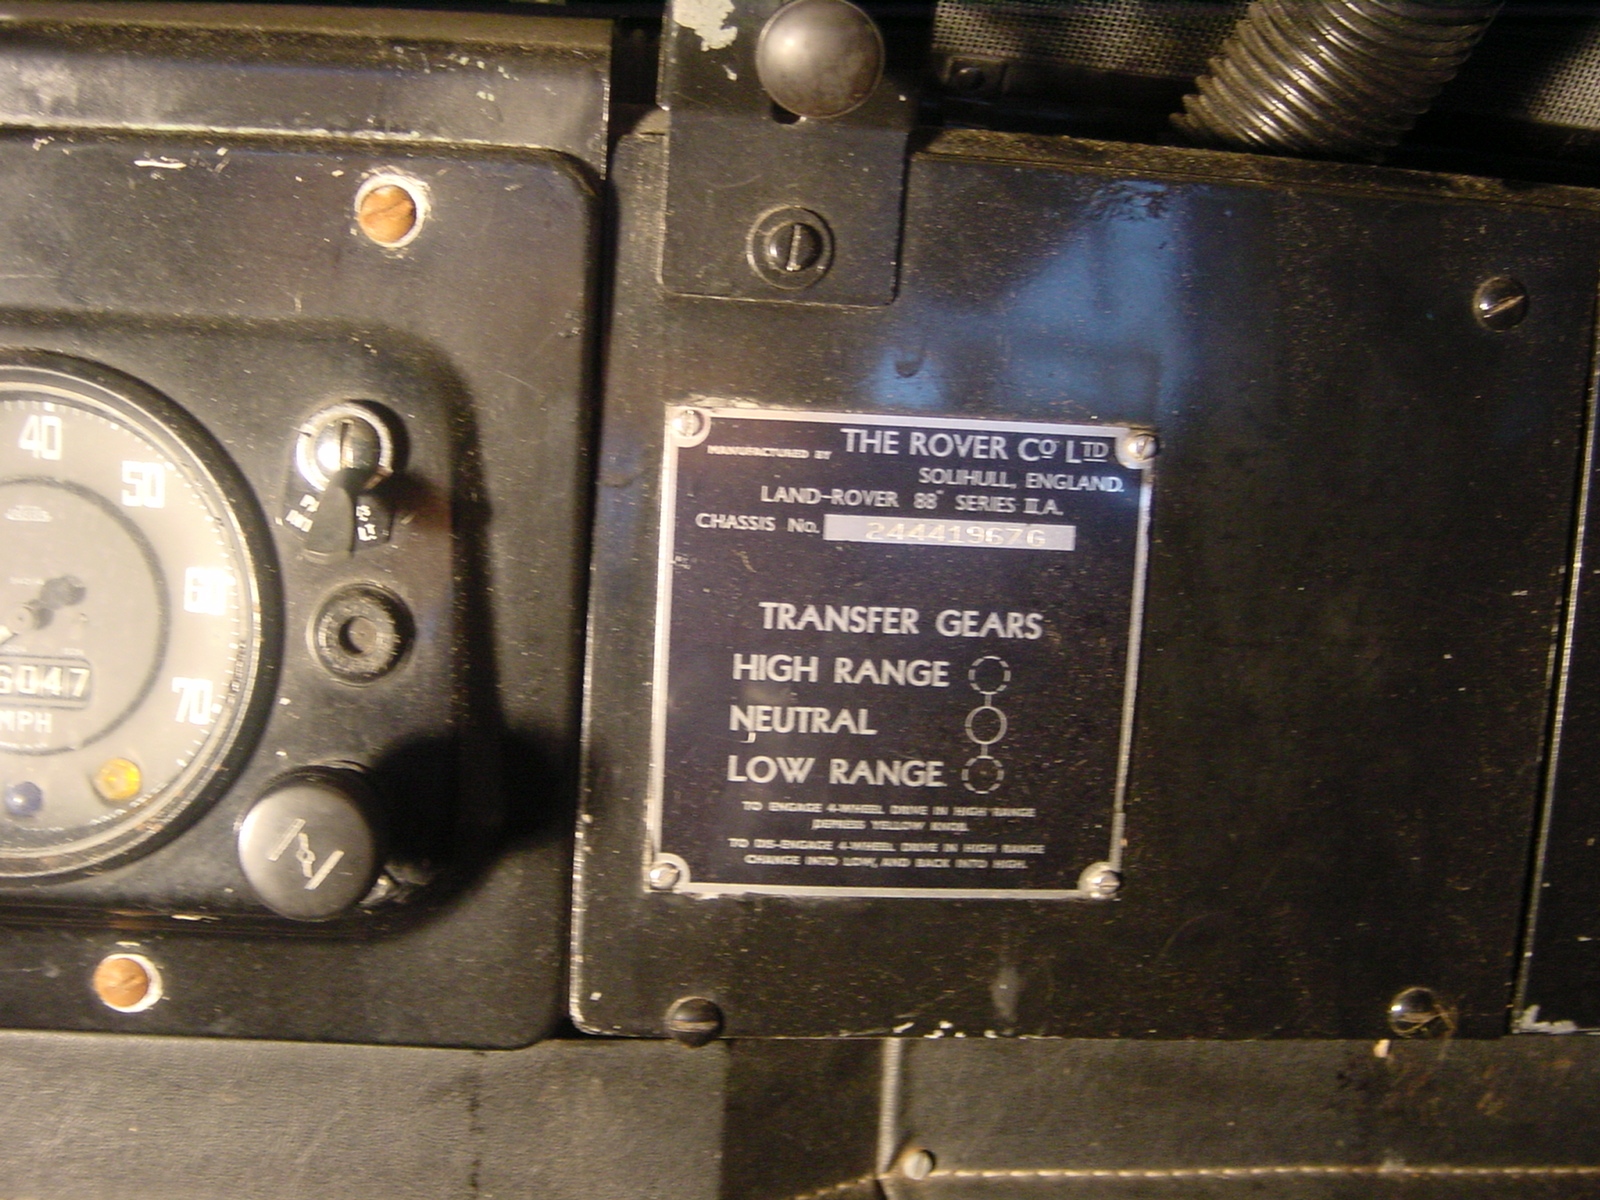 40
50
60
70
6047
MPH
MANUFACTURED BY THE ROVER CO LTD
SOLIHULL, ENGLAND.
LAND-ROVER 88" SERIES II.A.
CHASSIS No. 24441967G
TRANSFER GEARS
HIGH RANGE
NEUTRAL
LOW RANGE
TO ENGAGE 4-WHEEL DRIVE IN HIGH RANGE
DEPRESS YELLOW KNOB.
TO DIS-ENGAGE 4-WHEEL DRIVE IN HIGH RANGE
CHANGE INTO LOW, AND BACK INTO HIGH.